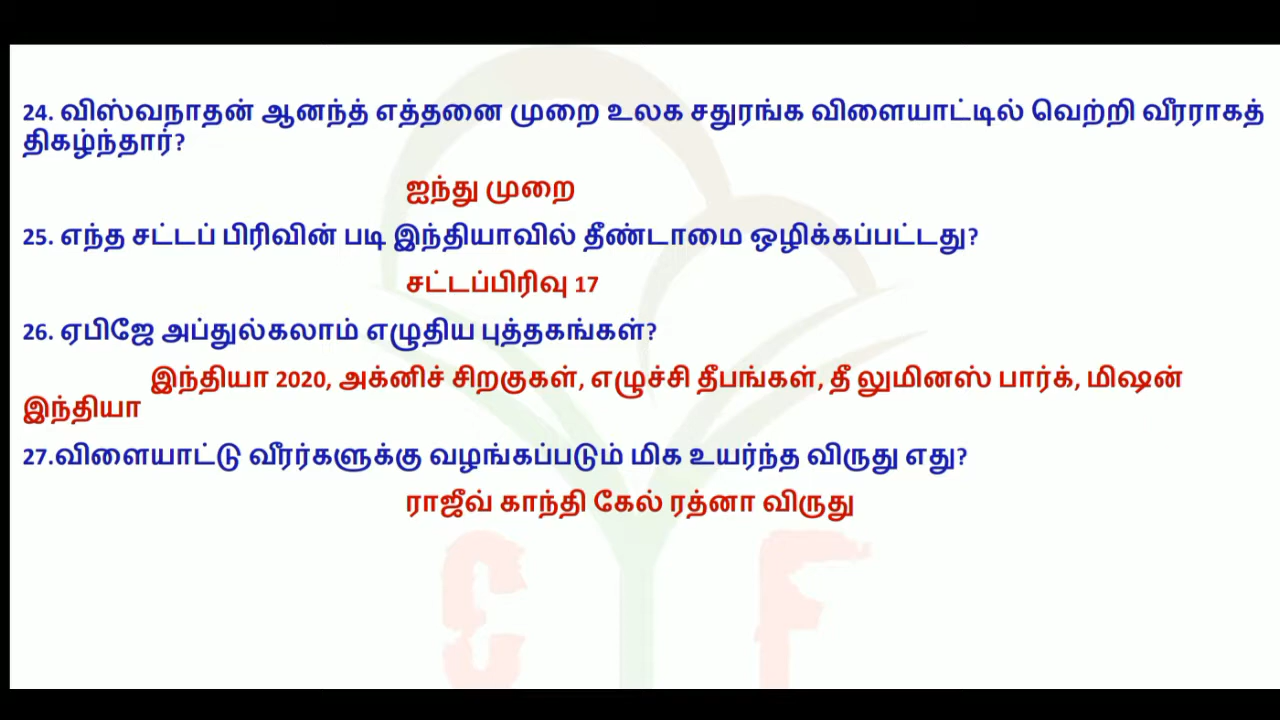 24. விஸ்வநாதன் ஆனந்த் எத்தனை முறை உலக சதுரங்க விளையாட்டில் வெற்றி வீரராகத்
திகழ்ந்தார்?
ஐந்து முறை
25. எந்த சட்டப் பிரிவின் படி இந்தியாவில் தீண்டாமை ஒழிக்கப்பட்டது?
சட்டப்பிரிவு 17
26. ஏபிஜே அப்துல்கலாம் எழுதிய புத்தகங்கள்?
இந்தியா 2020, அக்னிச் சிறகுகள், எழுச்சி தீபங்கள், தீ லுமினஸ் பார்க், மிஷன்
இந்தியா
27.விளையாட்டு வீரர்களுக்கு வழங்கப்படும் மிக உயர்ந்த விருது எது?
ராஜீவ் காந்தி கேல் ரத்னா விருது
C F